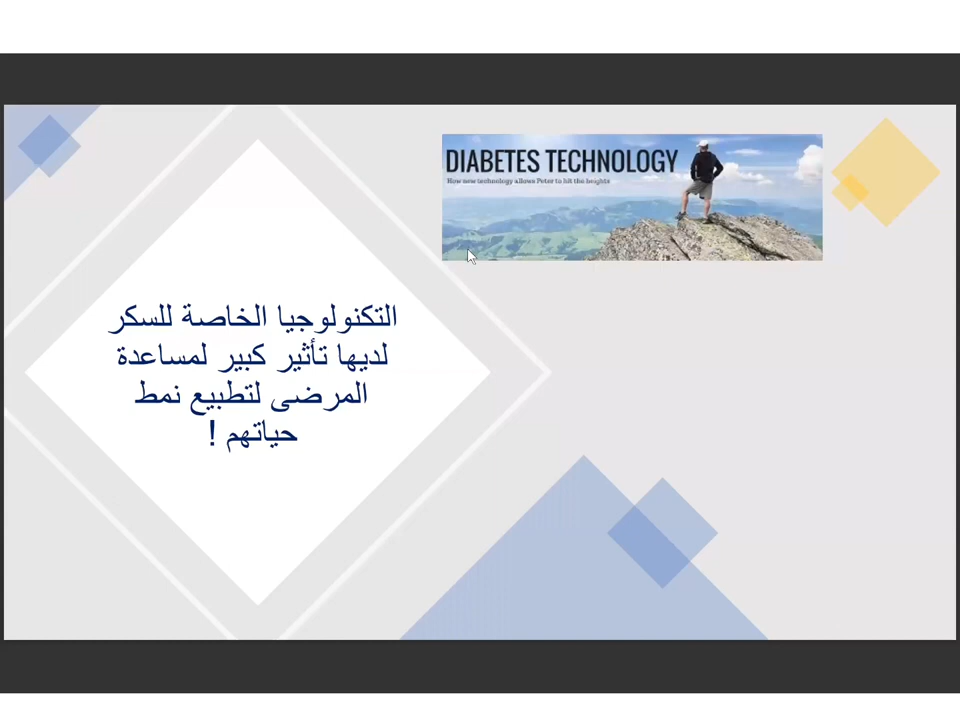 DIABETES TECHNOLOGY
How new technology allows Peter to hit the heights
التكنولوجيا الخاصة للسكر
لديها تأثير كبير لمساعدة
المرضى لتطبيع نمط
حياتهم !